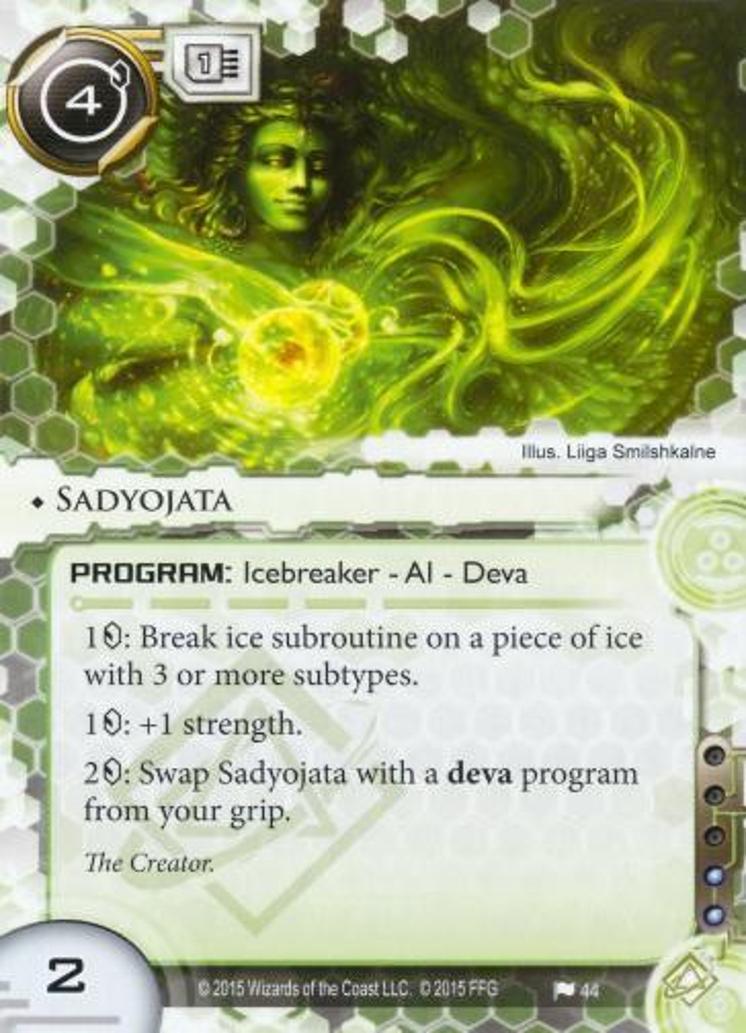 4
1
Illus. Liiga Smilshkalne
◆ SADYOJATA
PROGRAM: Icebreaker - AI - Deva
1: Break ice subroutine on a piece of ice
with 3 or more subtypes.
1: +1 strength.
2: Swap Sadyojata with a deva program
from your grip.
The Creator.
2
© 2015 Wizards of the Coast LLC. © 2015 FFG
44